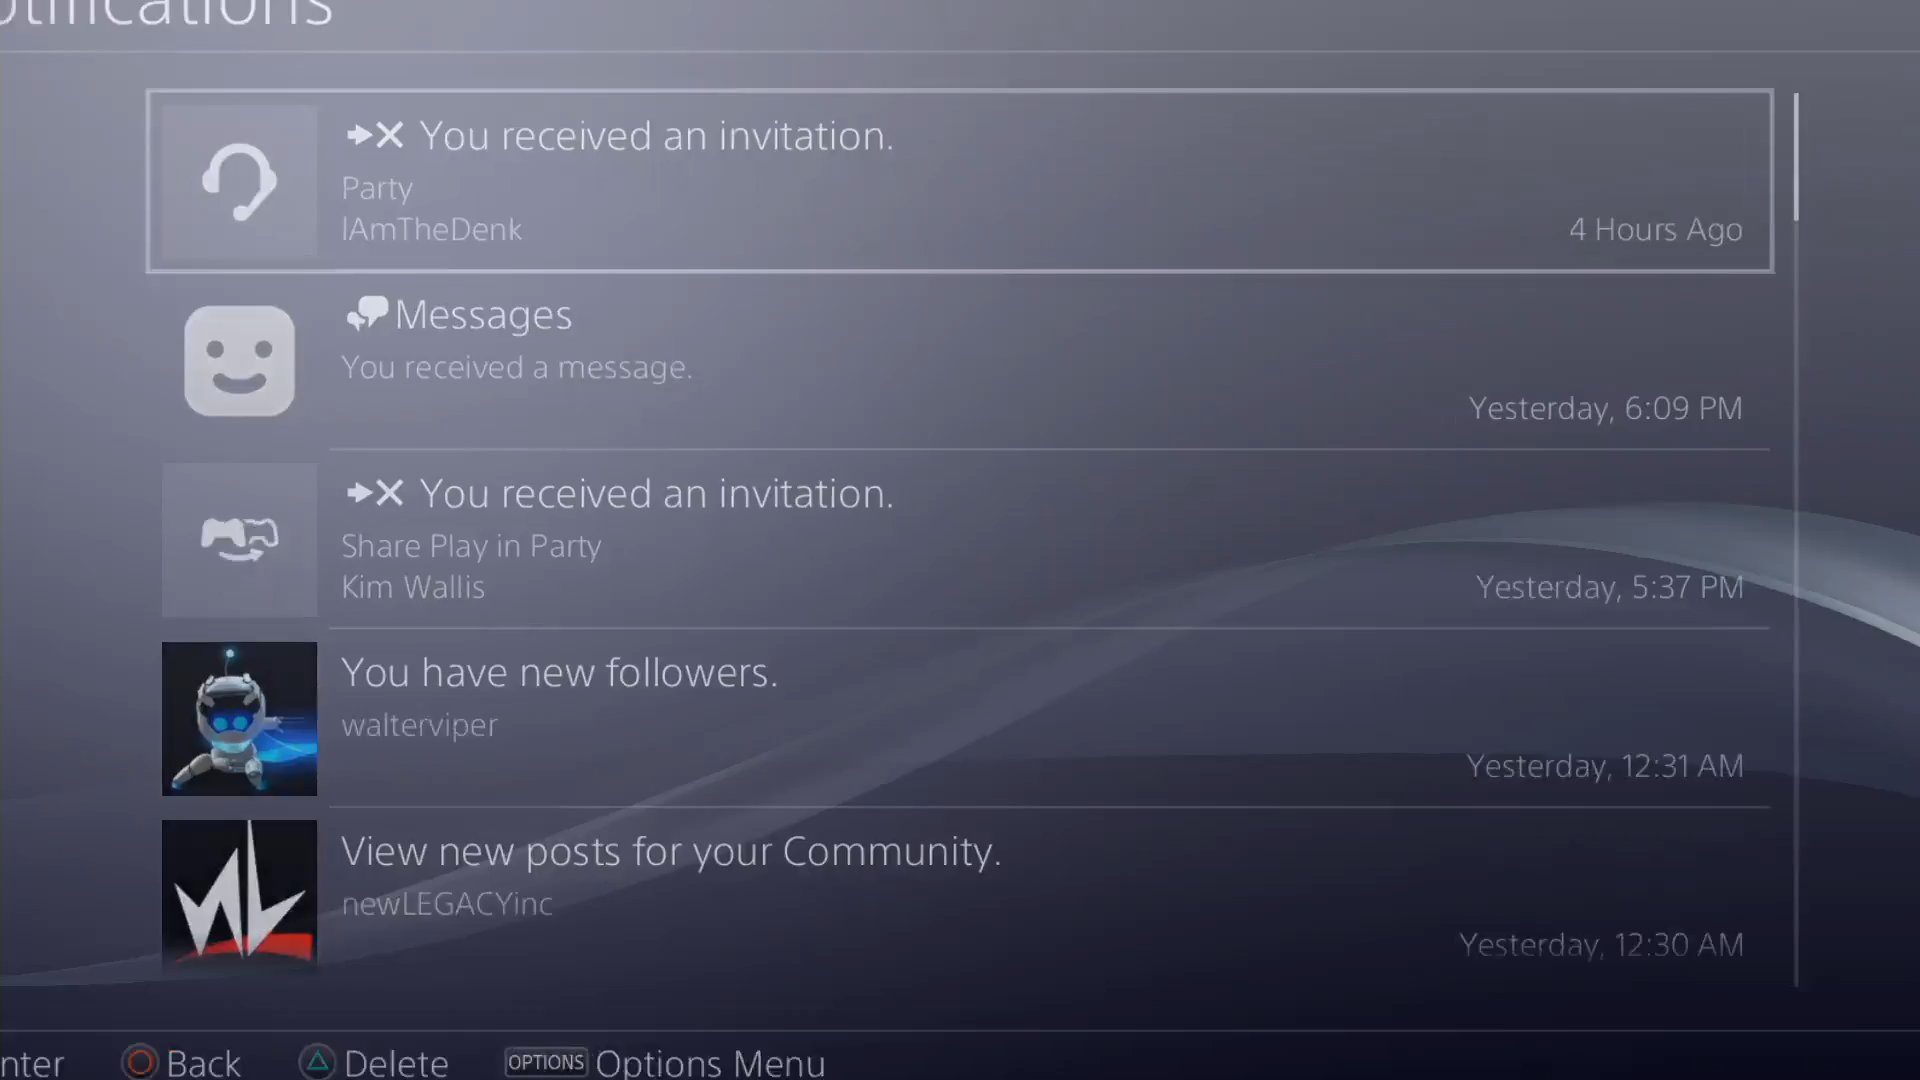 otifications
You received an invitation.
Party
IAmTheDenk
4 Hours Ago
Messages
You received a message.
Yesterday, 6:09 PM
You received an invitation.
Share Play in Party
Kim Wallis
Yesterday, 5:37 PM
You have new followers.
walterviper
Yesterday, 12:31 AM
View new posts for your Community.
newLEGACYinc
Yesterday, 12:30 AM
nter Back Delete OPTIONS Options Menu